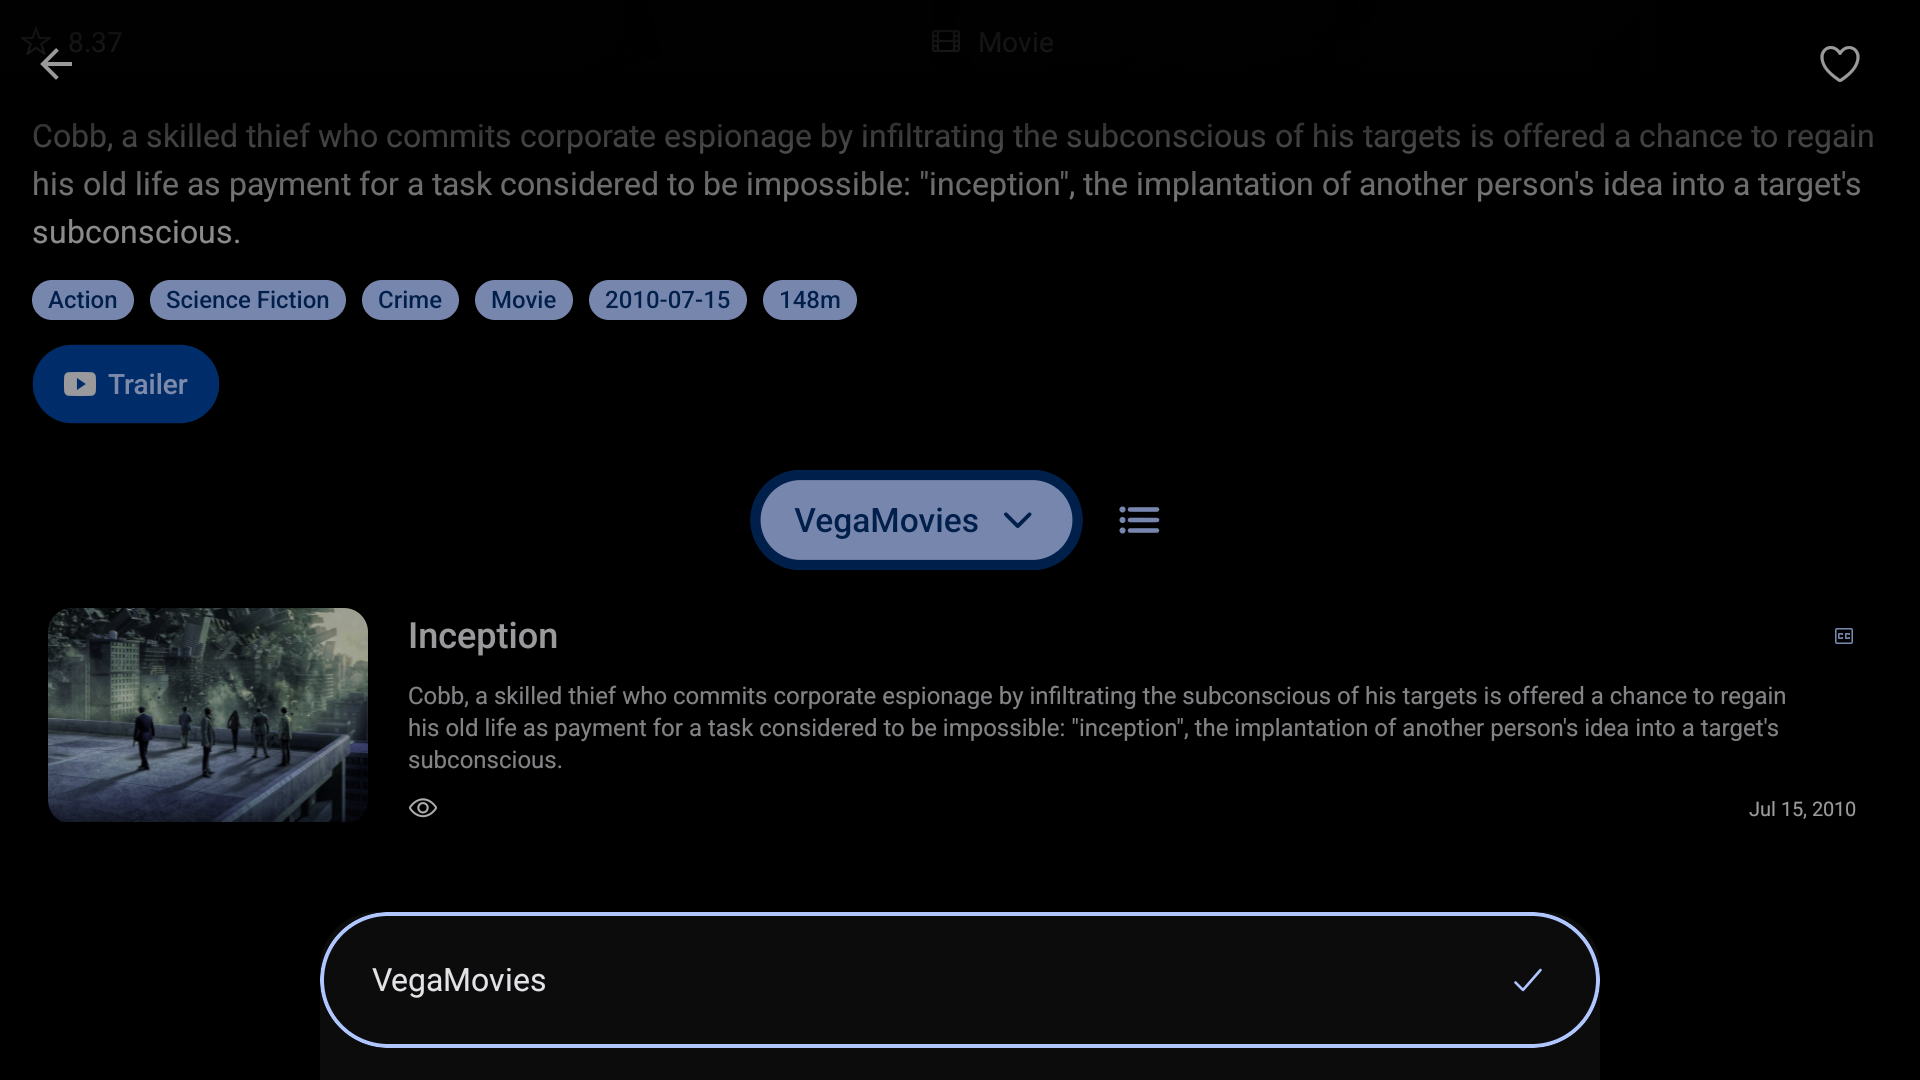 8.37
Movie
Cobb, a skilled thief who commits corporate espionage by infiltrating the subconscious of his targets is offered a chance to regain
his old life as payment for a task considered to be impossible: "inception", the implantation of another person's idea into a target's
subconscious.
Action
Science Fiction
Crime
Movie
2010-07-15
148m
Trailer
VegaMovies
Inception
CC
Cobb, a skilled thief who commits corporate espionage by infiltrating the subconscious of his targets is offered a chance to regain
his old life as payment for a task considered to be impossible: "inception", the implantation of another person's idea into a target's
subconscious.
Jul 15, 2010
VegaMovies